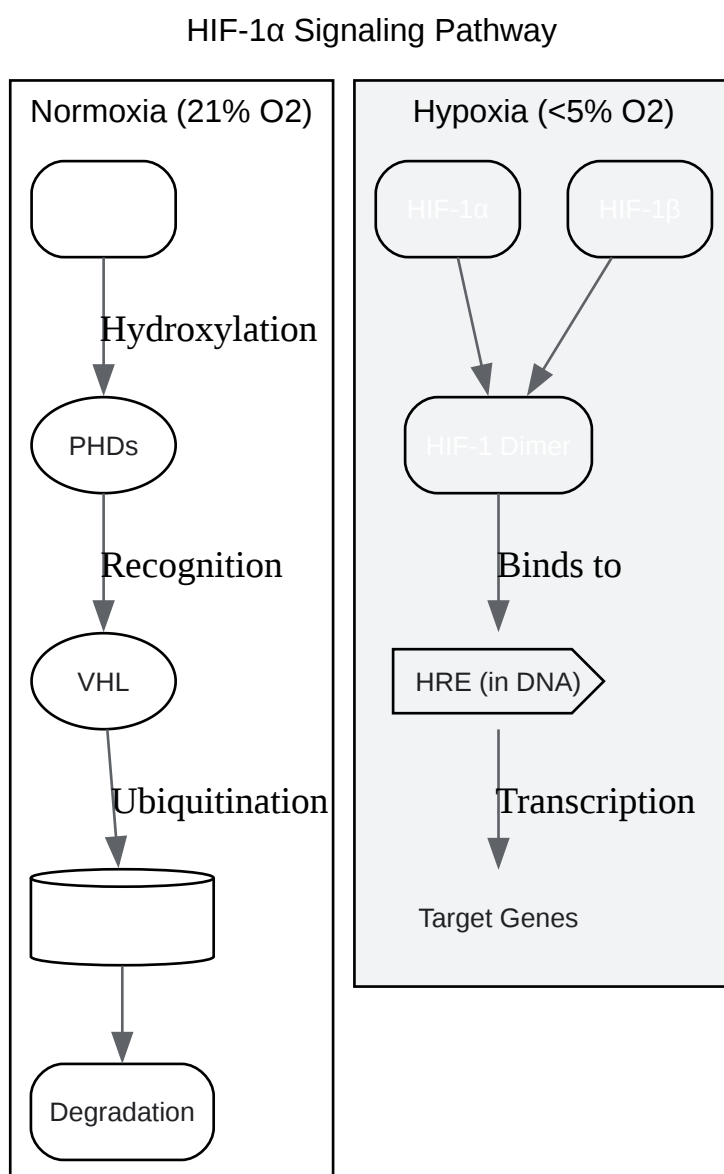 HIF-1α Signaling Pathway
Normoxia (21% O2)
Hydroxylation
PHDs
Recognition
VHL
Ubiquitination
Degradation
Hypoxia (<5% O2)
HIF-1α
HIF-1β
HIF-1 Dimer
Binds to
HRE (in DNA)
Transcription
Target Genes